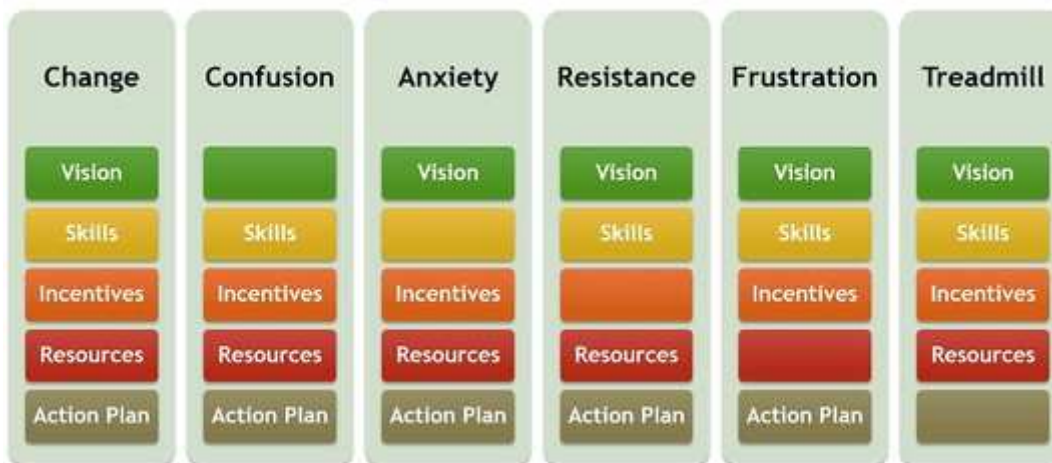 Change Confusion Anxiety Resistance Frustration Treadmill
Vision Vision Vision Vision Vision
Skills Skills Skills Skills Skills
Incentives Incentives Incentives Incentives Incentives
Resources Resources Resources Resources Resources
Action Plan Action Plan Action Plan Action Plan Action Plan